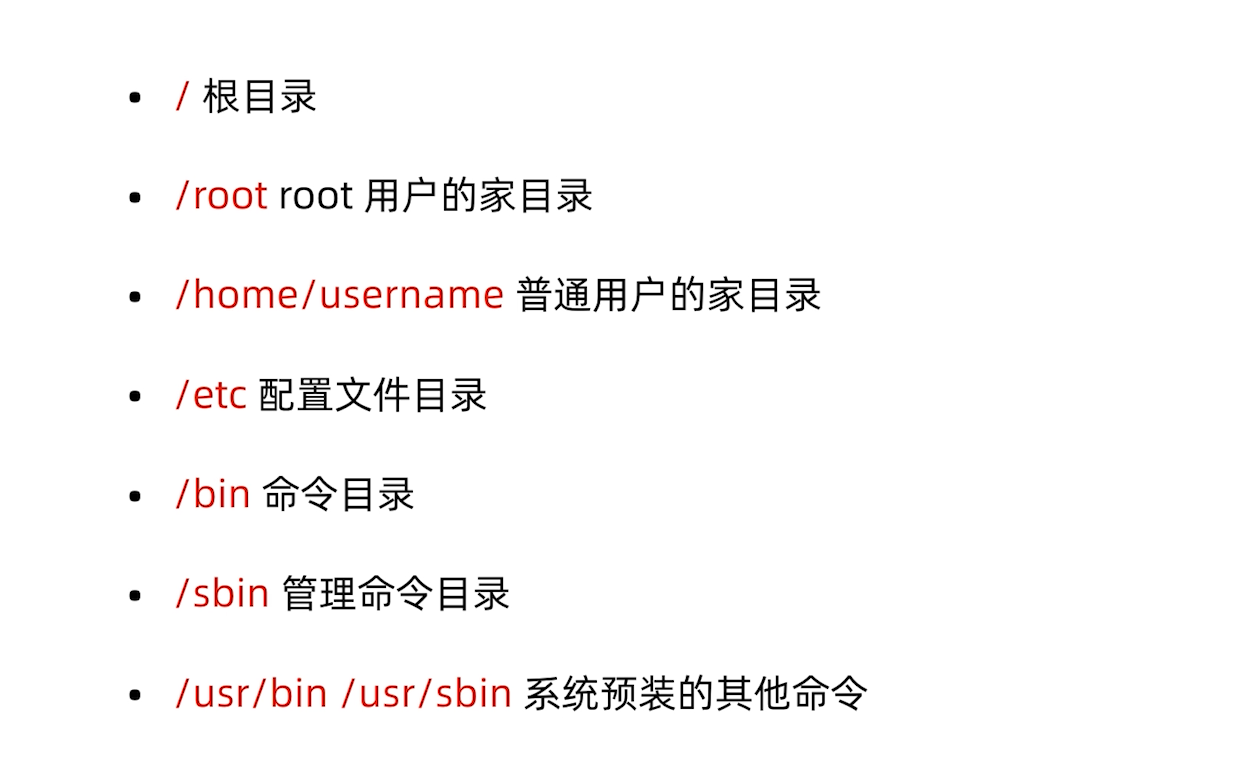 • / 根目录
• /root root 用户的家目录
• /home/username 普通用户的家目录
• /etc 配置文件目录
• /bin 命令目录
• /sbin 管理命令目录
• /usr/bin /usr/sbin 系统预装的其他命令